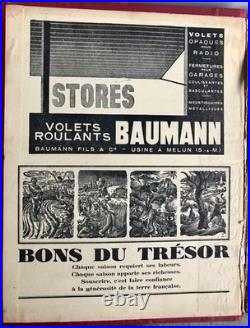 VOLETS
OPAQUES
POUR
RADIO
FERMETURES
POUR
GARAGES
COULISSANTES
ET
BASCULANTES
MOUSTIQUAIRES
MÉTALLIQUES
STORES
VOLETS
ROULANTS BAUMANN
BAUMANN FILS & Cie - USINE A MELUN (S.-&-M.)
BONS DU TRÉSOR
Chaque saison requiert ses labeurs.
Chaque saison apporte ses richesses.
Souscrire, c'est faire confiance
à la générosité de la terre française.